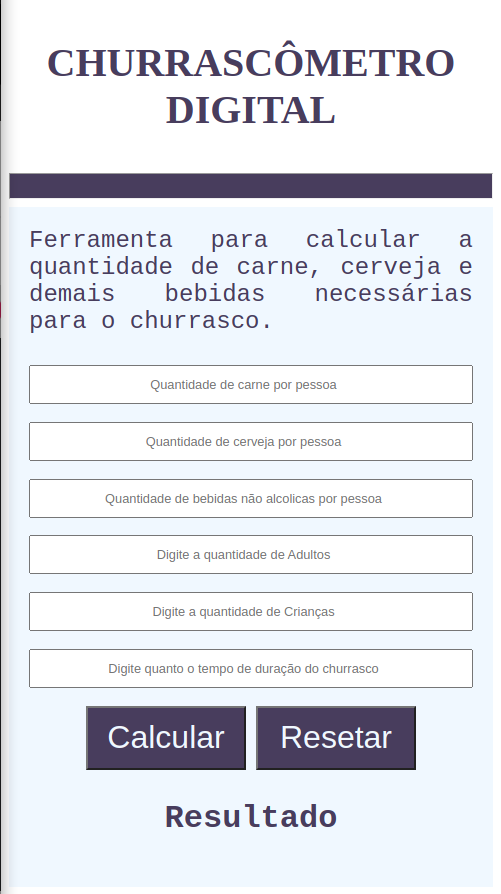 CHURRASCÔMETRO
DIGITAL
Ferramenta para calcular a
quantidade de carne, cerveja e
demais bebidas necessárias
para o churrasco.
Quantidade de carne por pessoa
Quantidade de cerveja por pessoa
Quantidade de bebidas não alcolicas por pessoa
Digite a quantidade de Adultos
Digite a quantidade de Crianças
Digite quanto o tempo de duração do churrasco
Calcular Resetar
Resultado